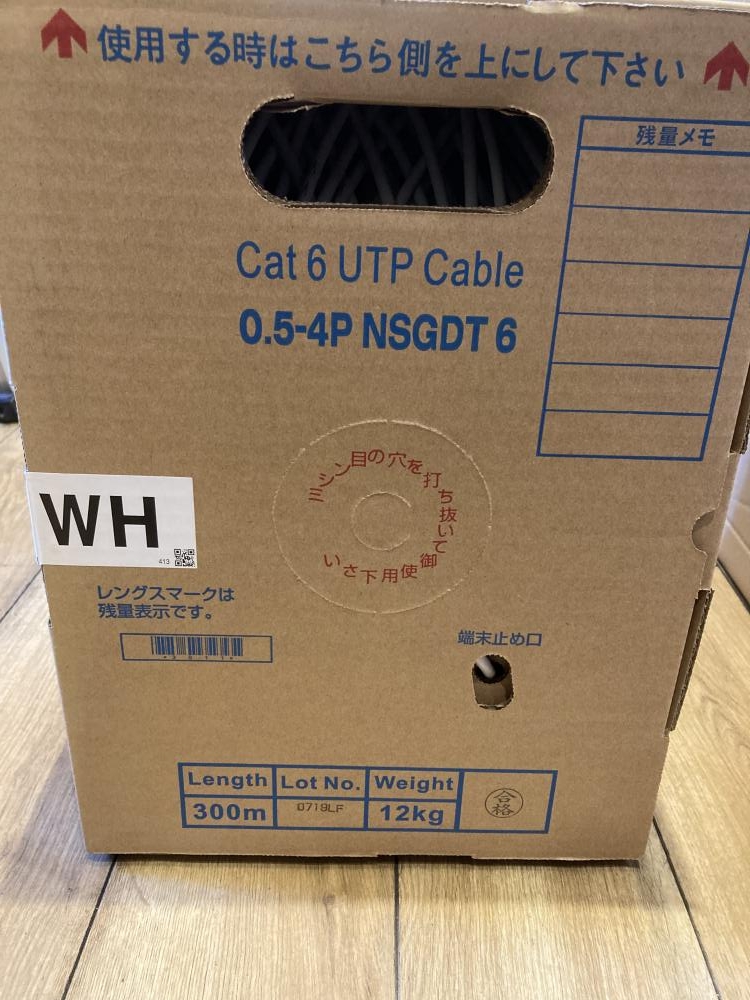 使用する時はこちら側を上にして下さい
残量メモ
Cat 6 UTP Cable
0.5-4P NSGDT 6
ミシン目の穴を打ち抜いて御使用下さい
WH
413
レングスマークは
残量表示です。
端末止め口
Length Lot No. Weight
300m 0719LF 12kg
合格